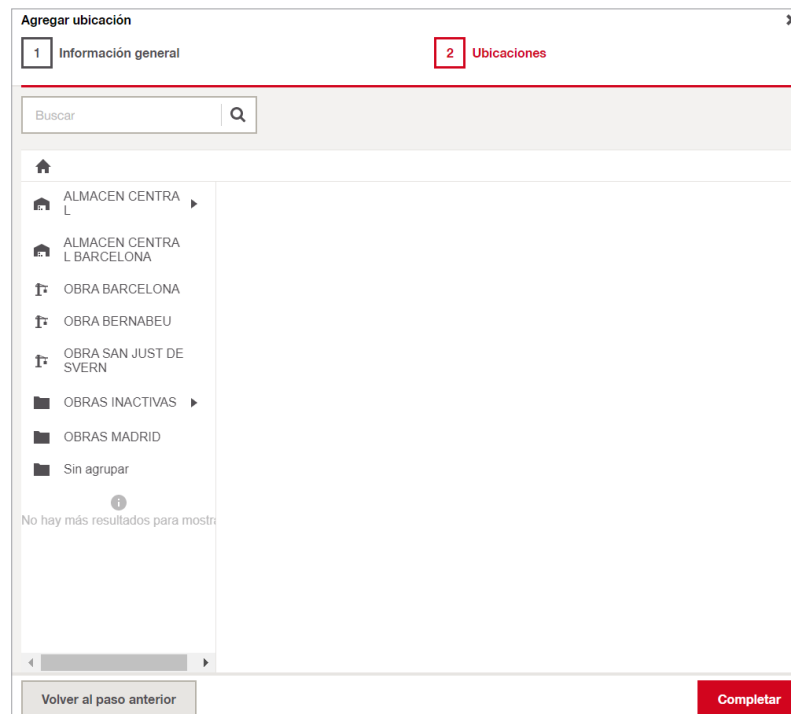 Agregar ubicación
1 Información general
2 Ubicaciones
Buscar
ALMACEN CENTRA
L
ALMACEN CENTRA
L BARCELONA
OBRA BARCELONA
OBRA BERNABEU
OBRA SAN JUST DE
SVERN
OBRAS INACTIVAS
OBRAS MADRID
Sin agrupar
No hay más resultados para mostra
Volver al paso anterior
Completar